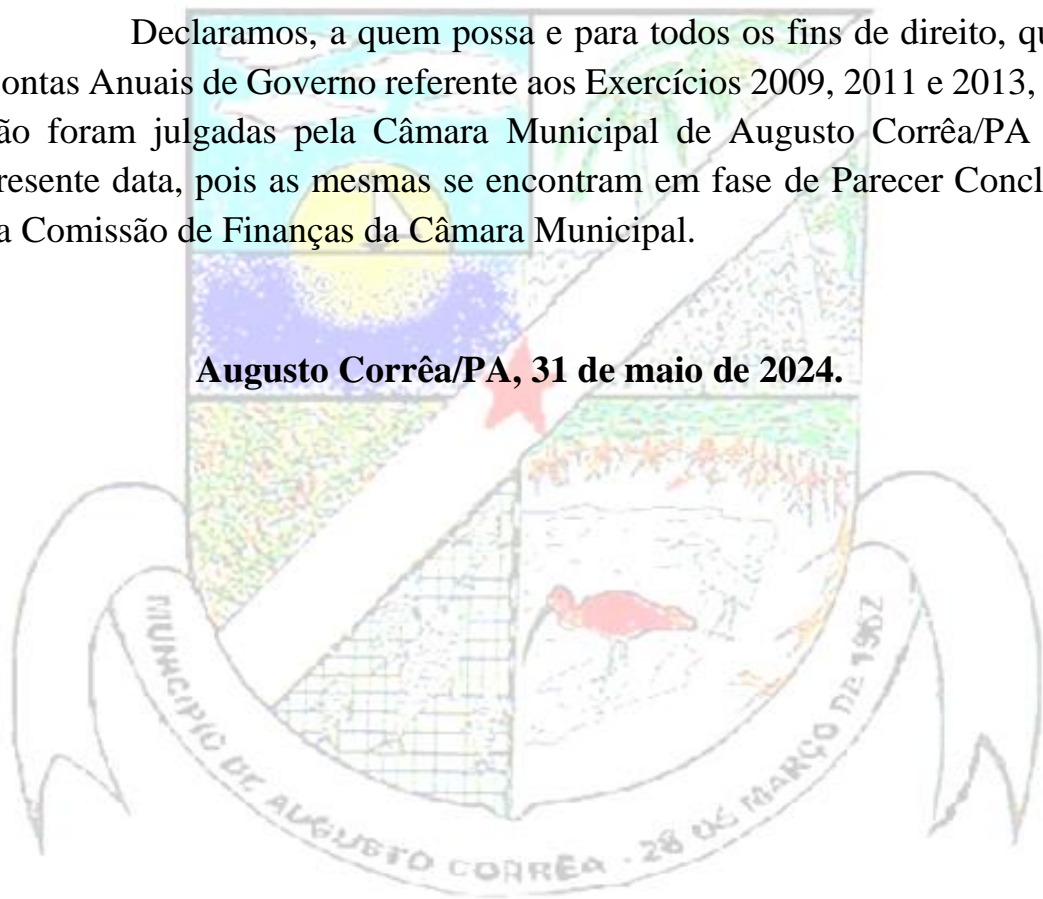 Declaramos, a quem possa e para todos os fins de direito, qu
ontas Anuais de Governo referente aos Exercícios 2009, 2011 e 2013,
ão foram julgadas pela Câmara Municipal de Augusto Corrêa/PA
resente data, pois as mesmas se encontram em fase de Parecer Concl
a Comissão de Finanças da Câmara Municipal.
Augusto Corrêa/PA, 31 de maio de 2024.
MUNICIPIO DE AUGUSTO CORRÊA - 28 DE MARÇO DE 1962